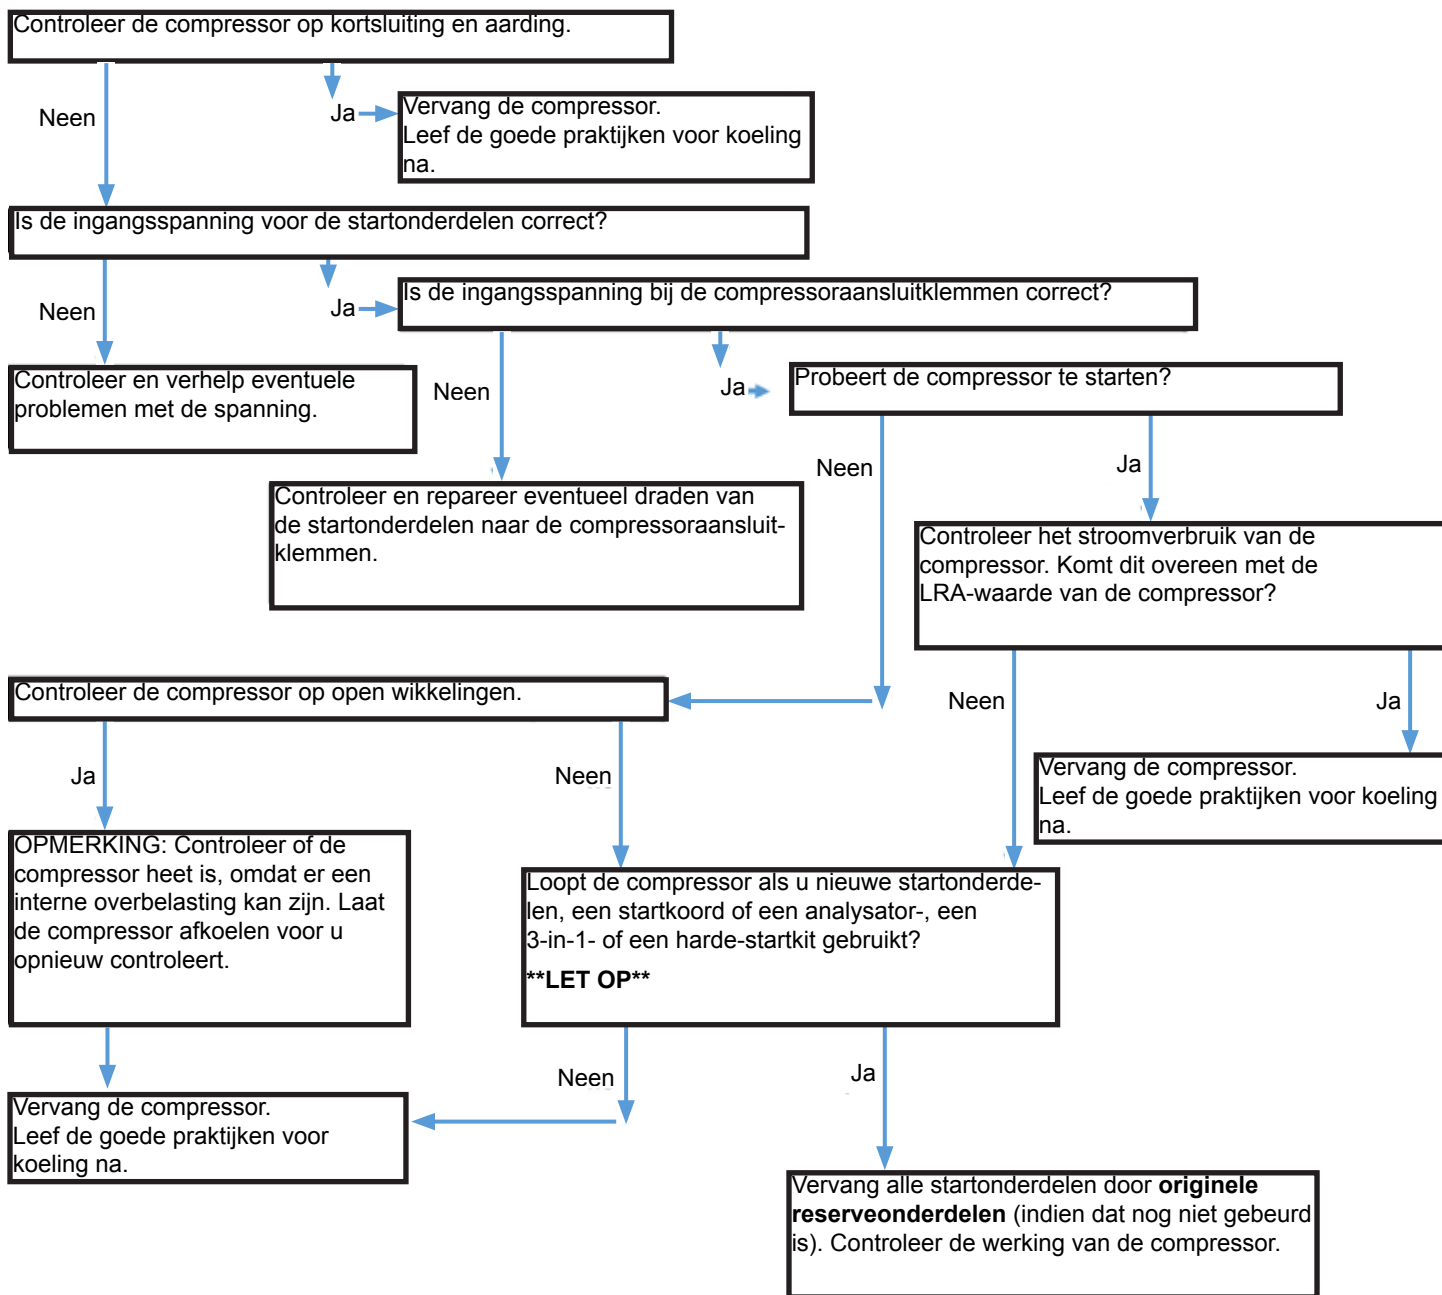 Controleer de compressor op kortsluiting en aarding.
Neen
Ja
Vervang de compressor.
Leef de goede praktijken voor koeling
na.
Is de ingangsspanning voor de startonderdelen correct?
Neen
Ja
Is de ingangsspanning bij de compressoraansluitklemmen correct?
Controleer en verhelp eventuele
problemen met de spanning.
Neen
Ja
Probeert de compressor te starten?
Neen
Ja
Controleer en repareer eventueel draden van
de startonderdelen naar de compressoraansluit-
klemmen.
Controleer het stroomverbruik van de
compressor. Komt dit overeen met de
LRA-waarde van de compressor?
Controleer de compressor op open wikkelingen.
Neen
Ja
Ja
Neen
Vervang de compressor.
Leef de goede praktijken voor koeling
na.
OPMERKING: Controleer of de
compressor heet is, omdat er een
interne overbelasting kan zijn. Laat
de compressor afkoelen voor u
opnieuw controleert.
Loopt de compressor als u nieuwe startonderde-
len, een startkoord of een analysator-, een
3-in-1- of een harde-startkit gebruikt?
**LET OP**
Neen
Ja
Vervang de compressor.
Leef de goede praktijken voor
koeling na.
Vervang alle startonderdelen door originele
reserveonderdelen (indien dat nog niet gebeurd
is). Controleer de werking van de compressor.